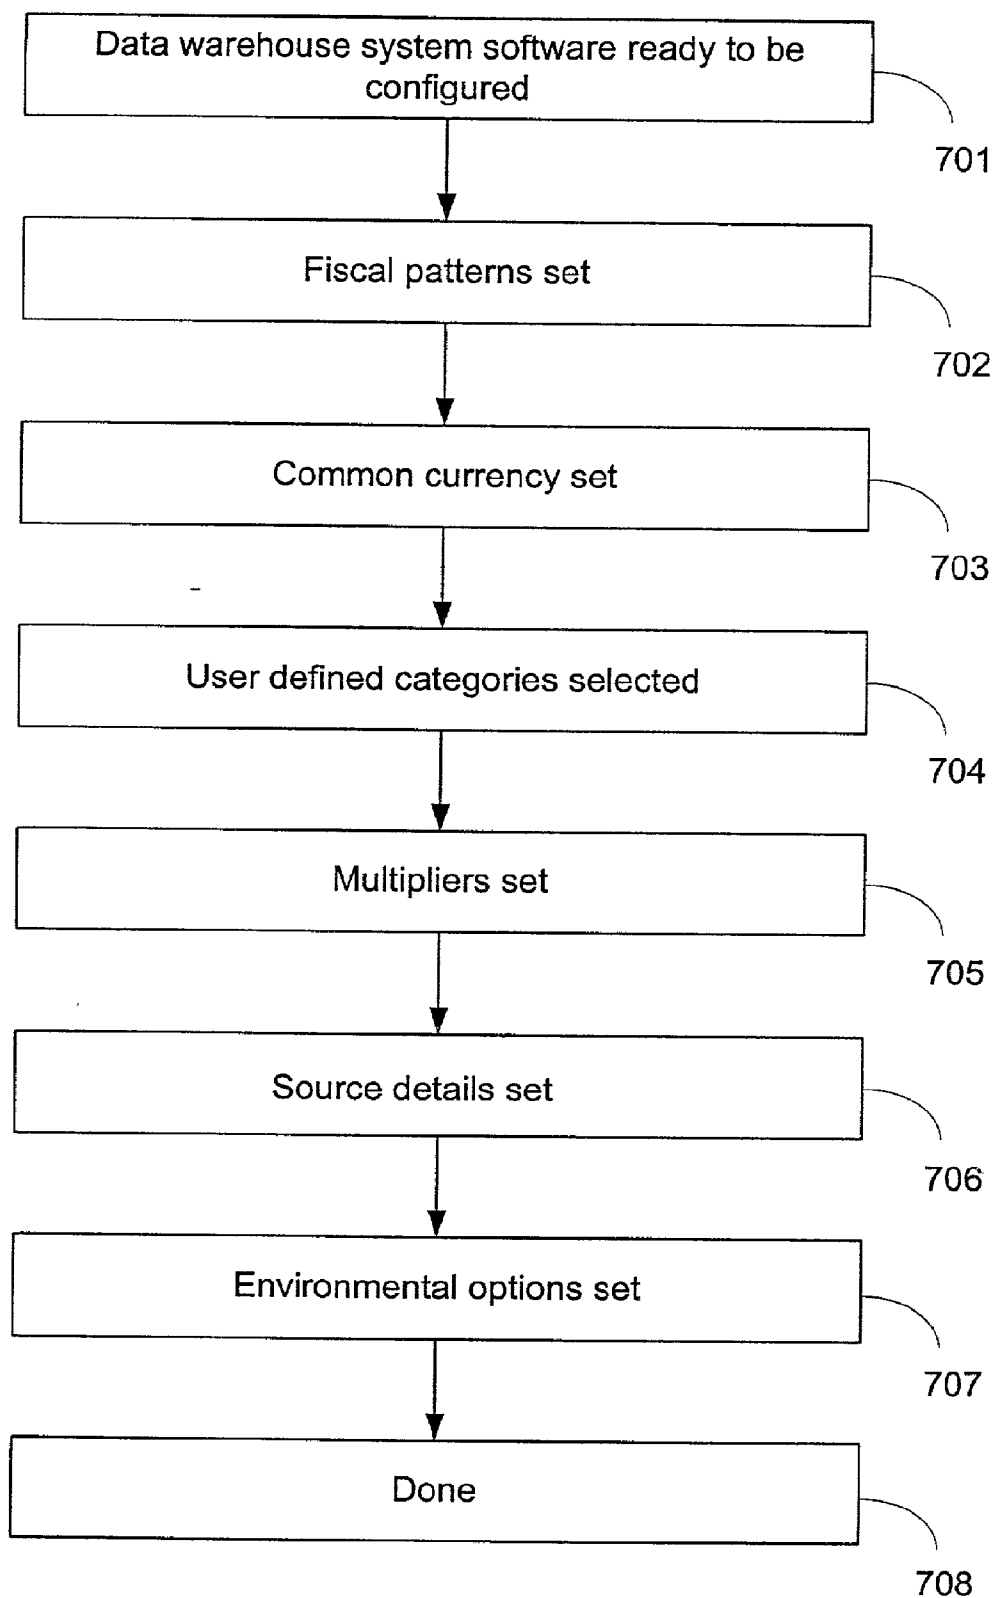 Data warehouse system software ready to be
configured
701
Fiscal patterns set
702
Common currency set
703
User defined categories selected
704
Multipliers set
705
Source details set
706
Environmental options set
707
Done
708